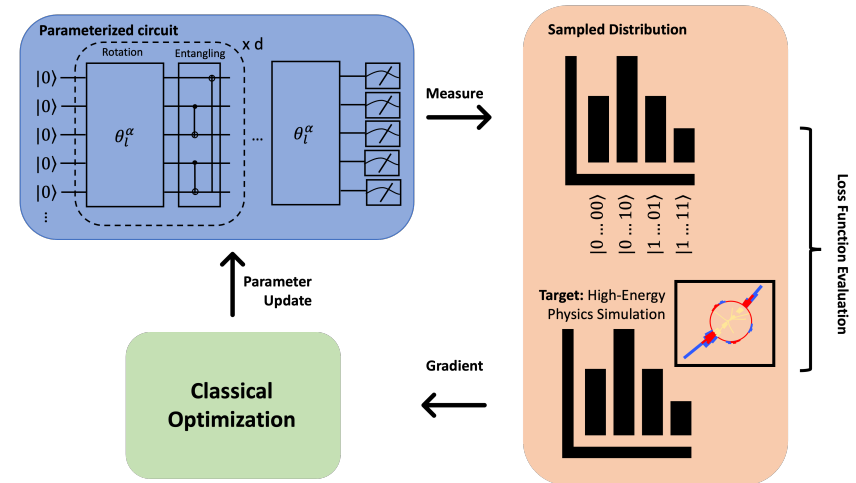 Parameterized circuit
Rotation
Entangling
x d
|0⟩
|0⟩
|0⟩
|0⟩
|0⟩
⋮
θ_l^α
...
θ_l^α
Measure
Sampled Distribution
|0 … 00⟩
|0 … 10⟩
|1 … 01⟩
|1 … 11⟩
Target: High-Energy
Physics Simulation
Loss Function Evaluation
Gradient
Classical
Optimization
Parameter
Update